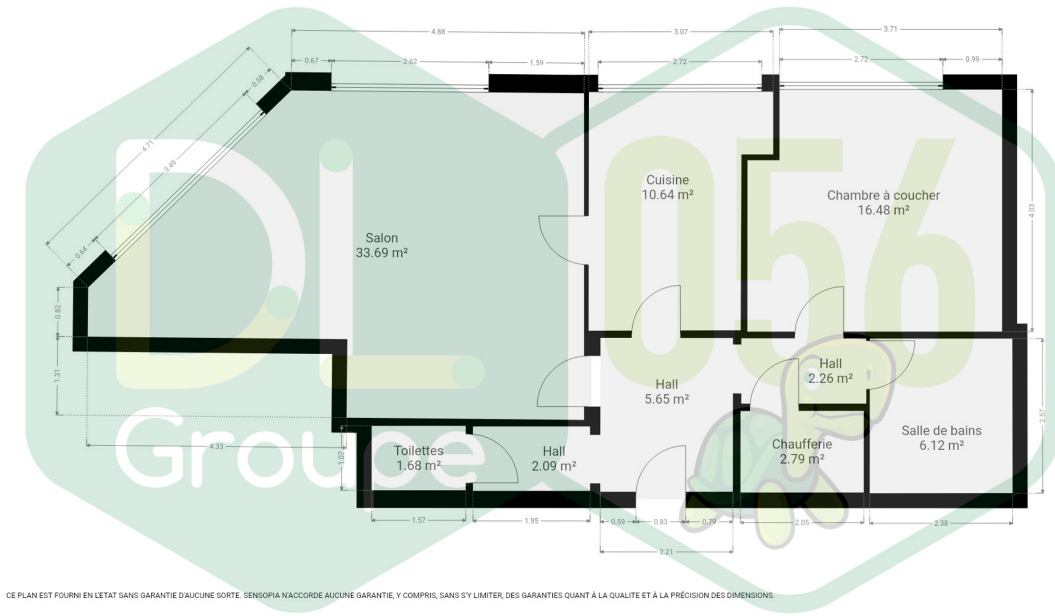 4.88
3.07
3.71
0.67
2.62
1.59
2.72
2.72
0.99
0.58
4.71
3.49
0.64
0.82
1.31
4.33
1.07
4.03
2.57
Salon
33.69 m²
Cuisine
10.64 m²
Chambre à coucher
16.48 m²
Hall
5.65 m²
Hall
2.26 m²
Salle de bains
6.12 m²
Chaufferie
2.79 m²
Toilettes
1.68 m²
Hall
2.09 m²
1.57
1.95
0.59
0.83
0.79
2.05
2.38
2.21
DL
Groupe
056
CE PLAN EST FOURNI EN L'ETAT SANS GARANTIE D'AUCUNE SORTE. SENSOPIA N'ACCORDE AUCUNE GARANTIE, Y COMPRIS, SANS S'Y LIMITER, DES GARANTIES QUANT À LA QUALITE ET À LA PRÉCISION DES DIMENSIONS.